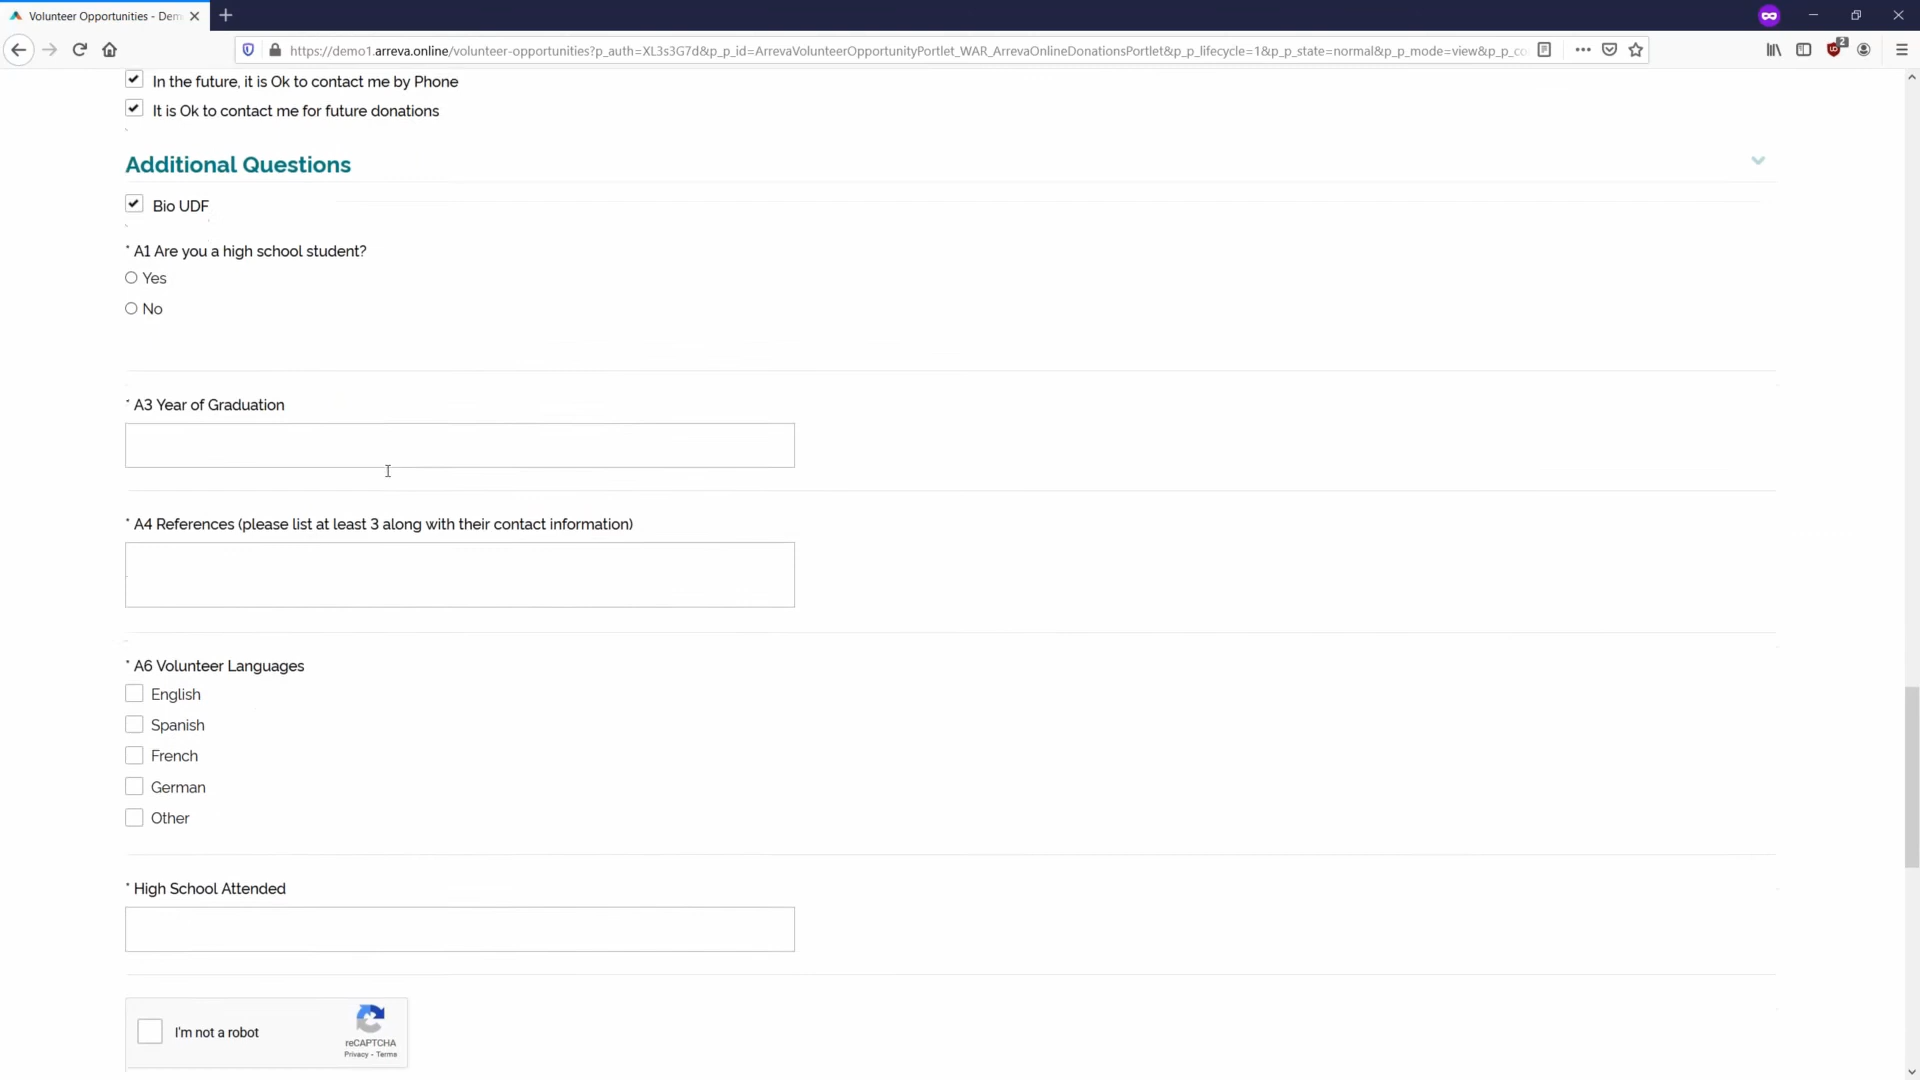 Volunteer Opportunities - Dem
https://demo1.arreva.online/volunteer-opportunities?p_auth=XL3s3G7d&p_p_id=ArrevaVolunteerOpportunityPortlet_WAR_ArrevaOnlineDonationsPortlet&p_p_lifecycle=1&p_p_state=normal&p_p_mode=view&p_p_co
2
In the future, it is Ok to contact me by Phone
It is Ok to contact me for future donations
Additional Questions
Bio UDF
* A1 Are you a high school student?
Yes
No
* A3 Year of Graduation
* A4 References (please list at least 3 along with their contact information)
* A6 Volunteer Languages
English
Spanish
French
German
Other
* High School Attended
I'm not a robot
reCAPTCHA
Privacy - Terms